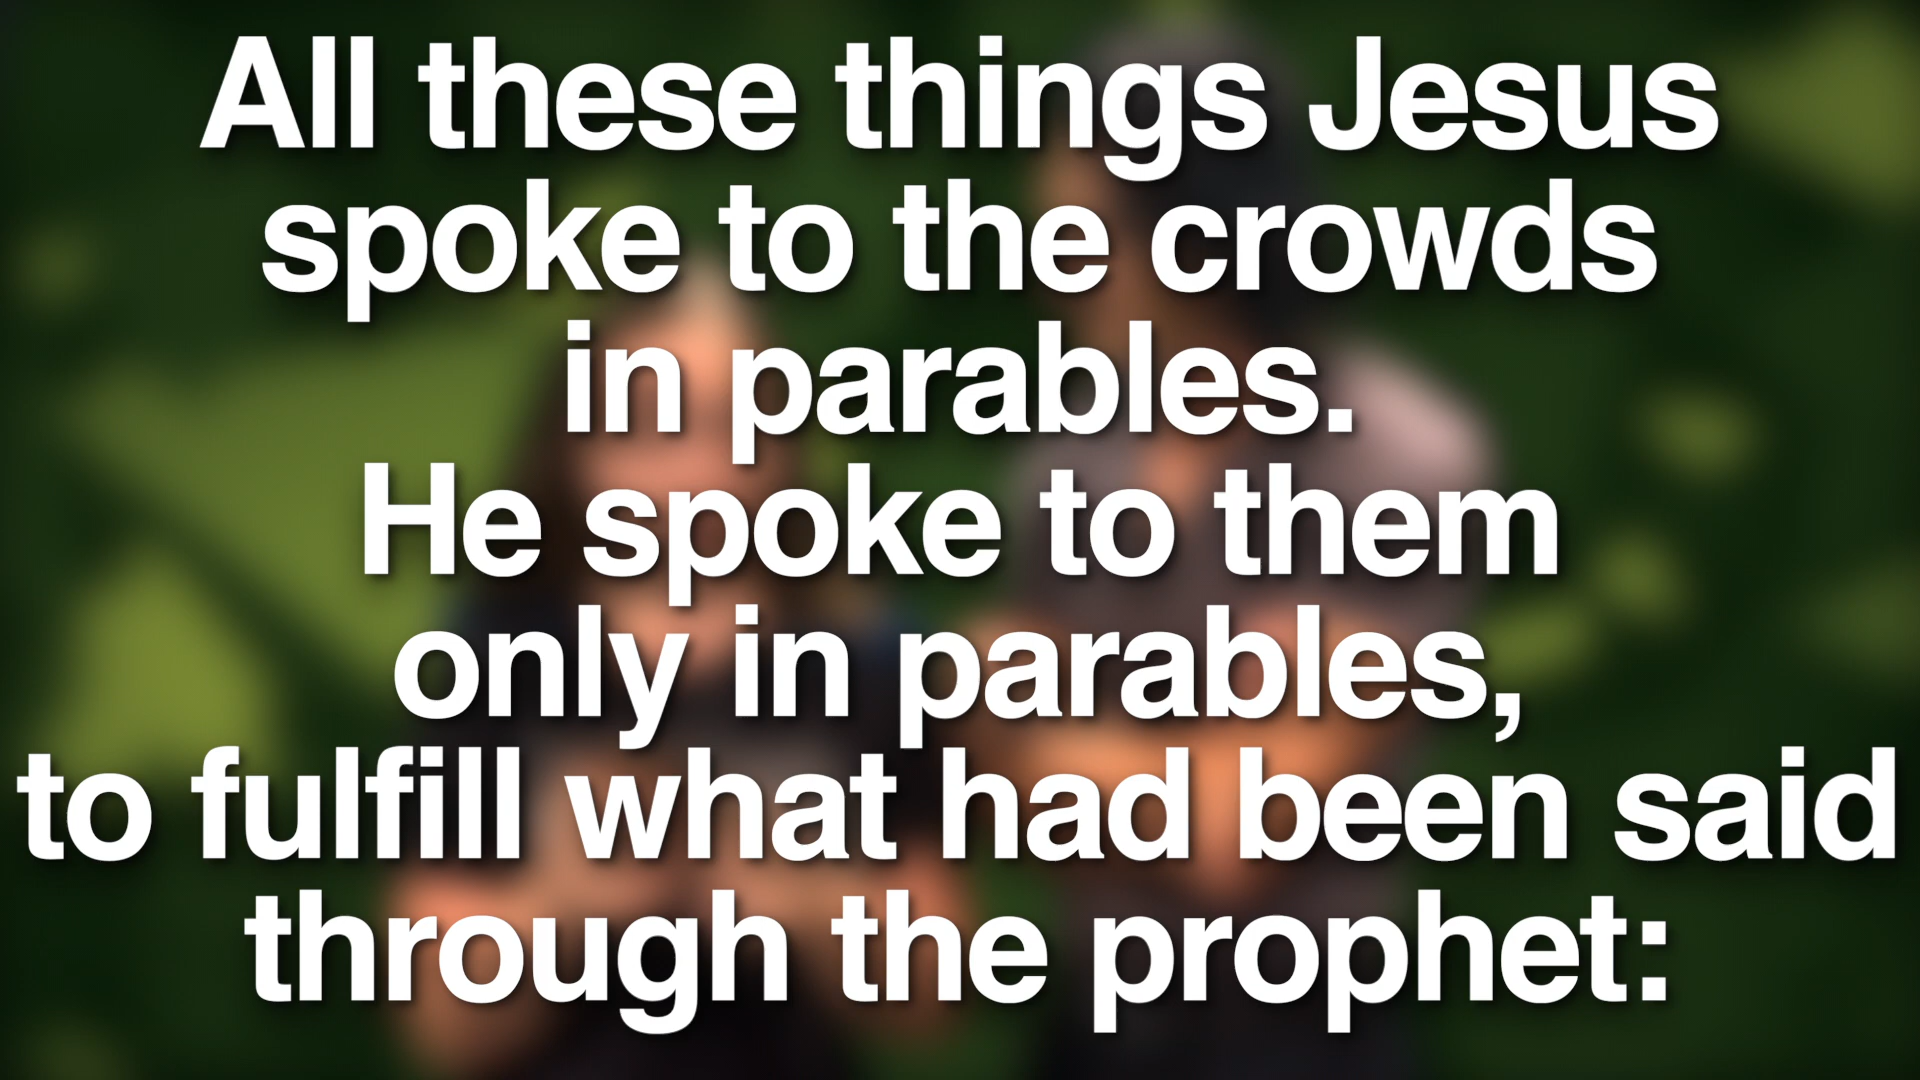 All these things Jesus
spoke to the crowds
in parables.
He spoke to them
only in parables,
to fulfill what had been said
through the prophet: